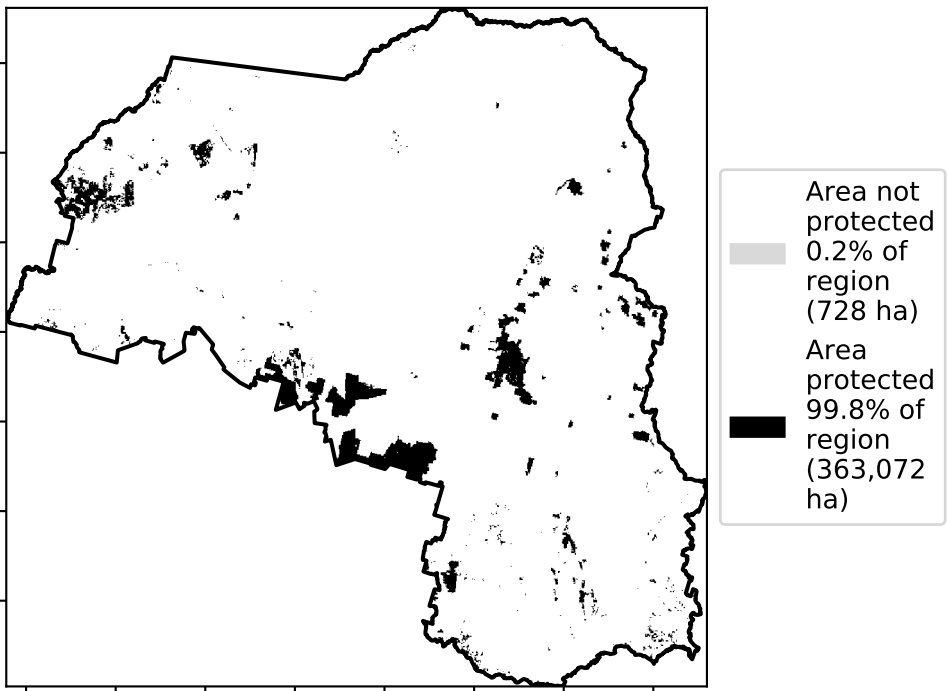 Area not
protected
0.2% of
region
(728 ha)
Area
protected
99.8% of
region
(363,072
ha)